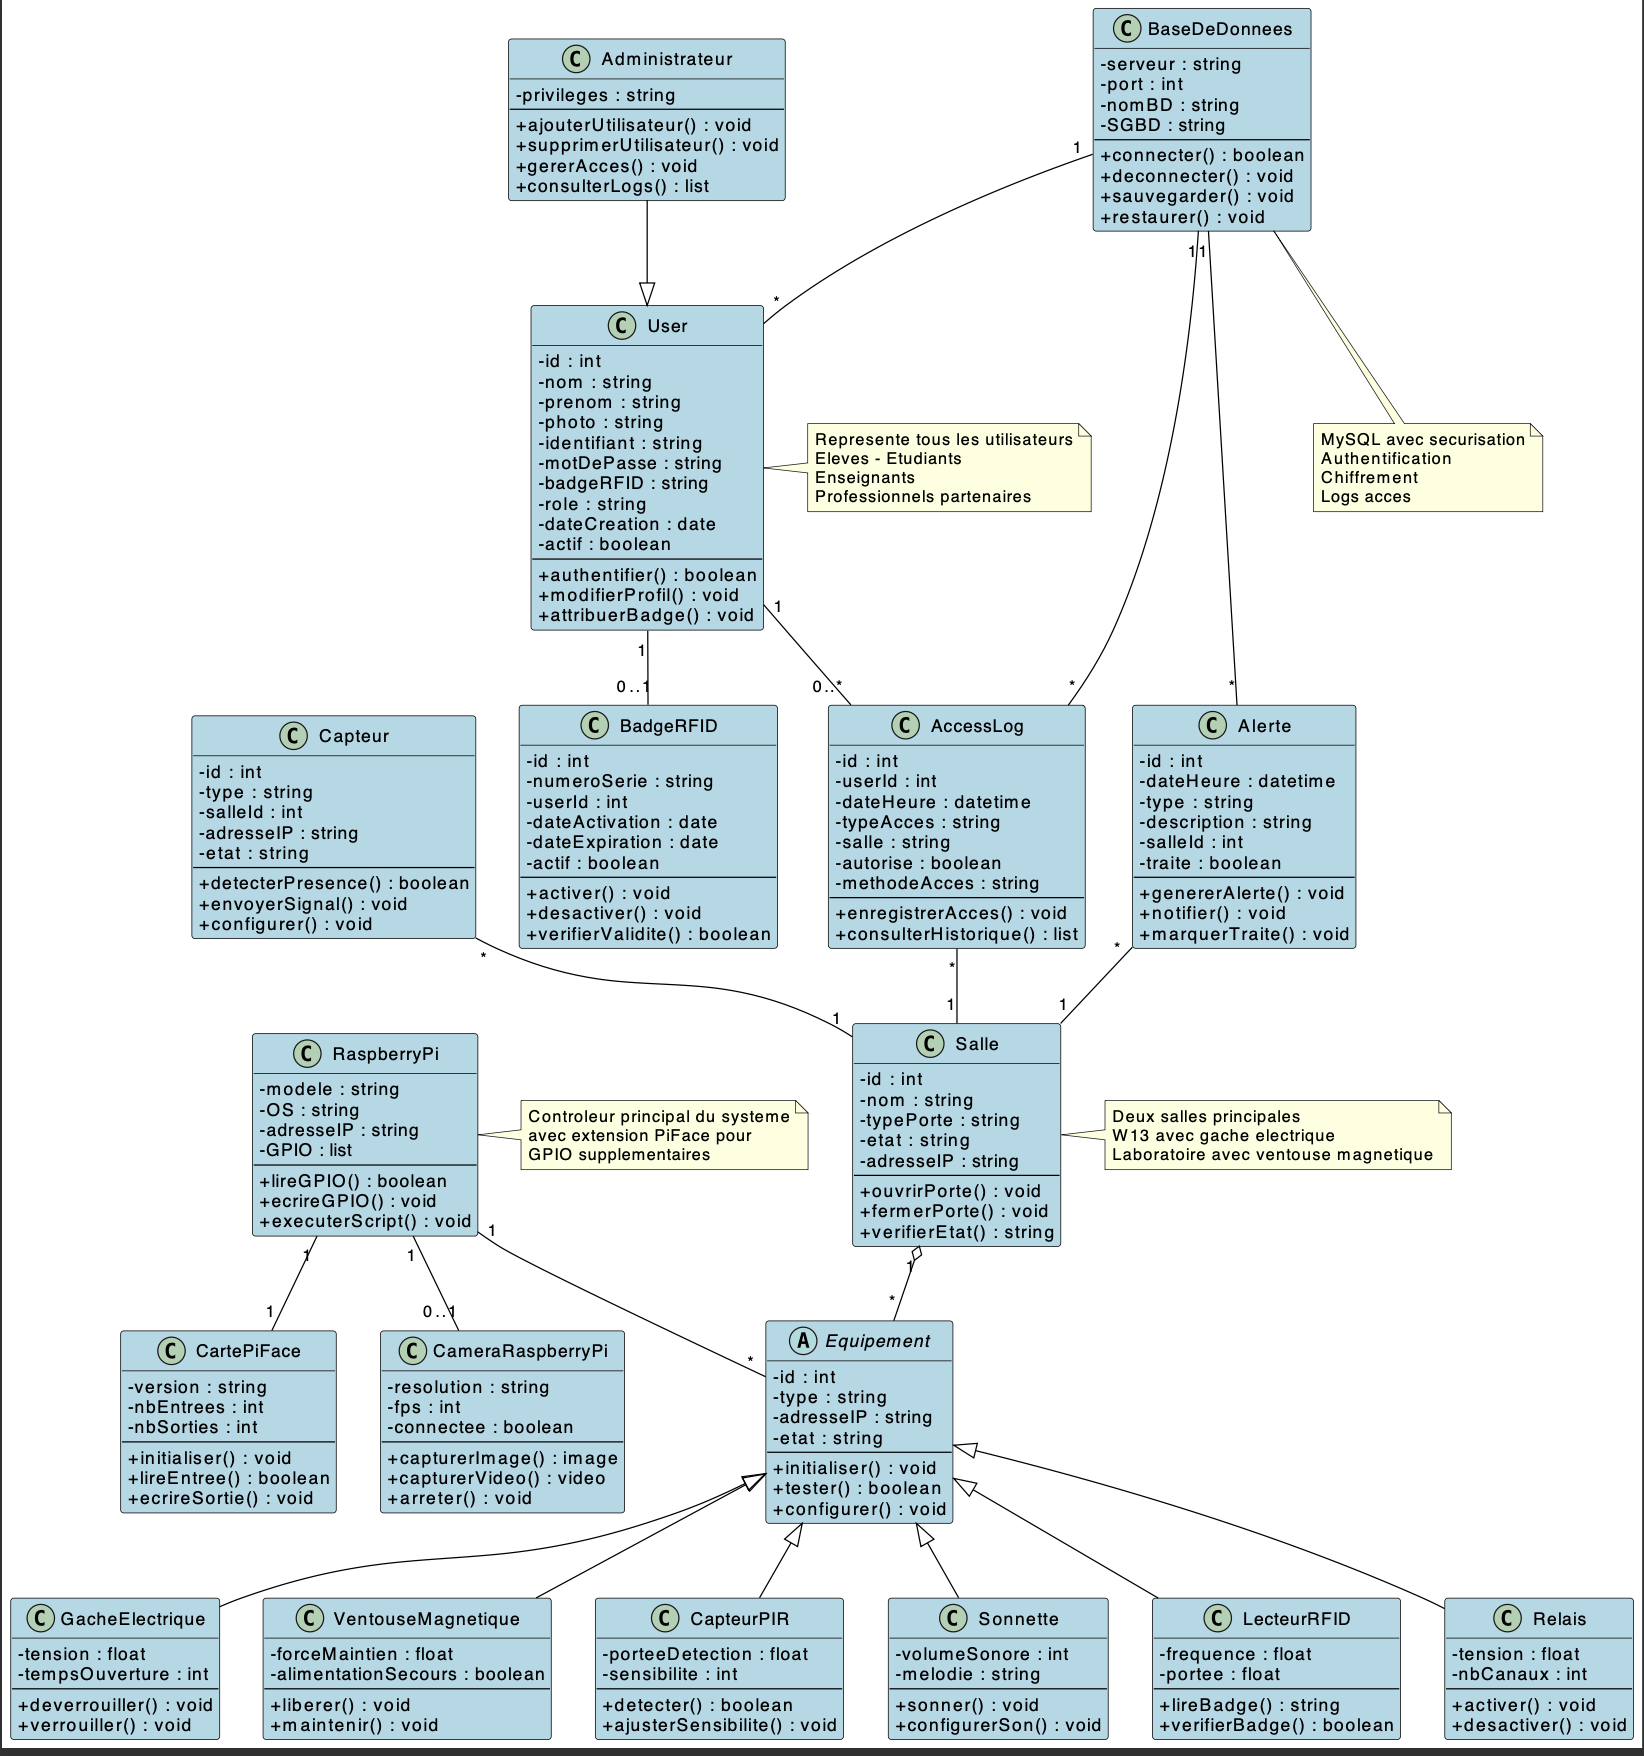 C Administrateur
-privileges : string
+ajouterUtilisateur() : void
+supprimerUtilisateur() : void
+gererAcces() : void
+consulterLogs() : list
C BaseDeDonnees
-serveur : string
-port : int
-nomBD : string
-SGBD : string
+connecter() : boolean
+deconnecter() : void
+sauvegarder() : void
+restaurer() : void
1
*
1
1
C User
-id : int
-nom : string
-prenom : string
-photo : string
-identifiant : string
-motDePasse : string
-badgeRFID : string
-role : string
-dateCreation : date
-actif : boolean
+authentifier() : boolean
+modifierProfil() : void
+attribuerBadge() : void
Represente tous les utilisateurs
Eleves - Etudiants
Enseignants
Professionnels partenaires
MySQL avec securisation
Authentification
Chiffrement
Logs acces
1
0..1
1
0..*
*
*
C Capteur
-id : int
-type : string
-salleId : int
-adresseIP : string
-etat : string
+detecterPresence() : boolean
+envoyerSignal() : void
+configurer() : void
C BadgeRFID
-id : int
-numeroSerie : string
-userId : int
-dateActivation : date
-dateExpiration : date
-actif : boolean
+activer() : void
+desactiver() : void
+verifierValidite() : boolean
C AccessLog
-id : int
-userId : int
-dateHeure : datetime
-typeAcces : string
-salle : string
-autorise : boolean
-methodeAcces : string
+enregistrerAcces() : void
+consulterHistorique() : list
C Alerte
-id : int
-dateHeure : datetime
-type : string
-description : string
-salleId : int
-traite : boolean
+genererAlerte() : void
+notifier() : void
+marquerTraite() : void
*
1
*
1
*
1
C RaspberryPi
-modele : string
-OS : string
-adresseIP : string
-GPIO : list
+lireGPIO() : boolean
+ecrireGPIO() : void
+executerScript() : void
Controleur principal du systeme
avec extension PiFace pour
GPIO supplementaires
C Salle
-id : int
-nom : string
-typePorte : string
-etat : string
-adresseIP : string
+ouvrirPorte() : void
+fermerPorte() : void
+verifierEtat() : string
Deux salles principales
W13 avec gache electrique
Laboratoire avec ventouse magnetique
1
1
1
0..1
1
*
1
*
C CartePiFace
-version : string
-nbEntrees : int
-nbSorties : int
+initialiser() : void
+lireEntree() : boolean
+ecrireSortie() : void
C CameraRaspberryPi
-resolution : string
-fps : int
-connectee : boolean
+capturerImage() : image
+capturerVideo() : video
+arreter() : void
A Equipement
-id : int
-type : string
-adresseIP : string
-etat : string
+initialiser() : void
+tester() : boolean
+configurer() : void
C GacheElectrique
-tension : float
-tempsOuverture : int
+deverrouiller() : void
+verrouiller() : void
C VentouseMagnetique
-forceMaintien : float
-alimentationSecours : boolean
+liberer() : void
+maintenir() : void
C CapteurPIR
-porteeDetection : float
-sensibilite : int
+detecter() : boolean
+ajusterSensibilite() : void
C Sonnette
-volumeSonore : int
-melodie : string
+sonner() : void
+configurerSon() : void
C LecteurRFID
-frequence : float
-portee : float
+lireBadge() : string
+verifierBadge() : boolean
C Relais
-tension : float
-nbCanaux : int
+activer() : void
+desactiver() : void